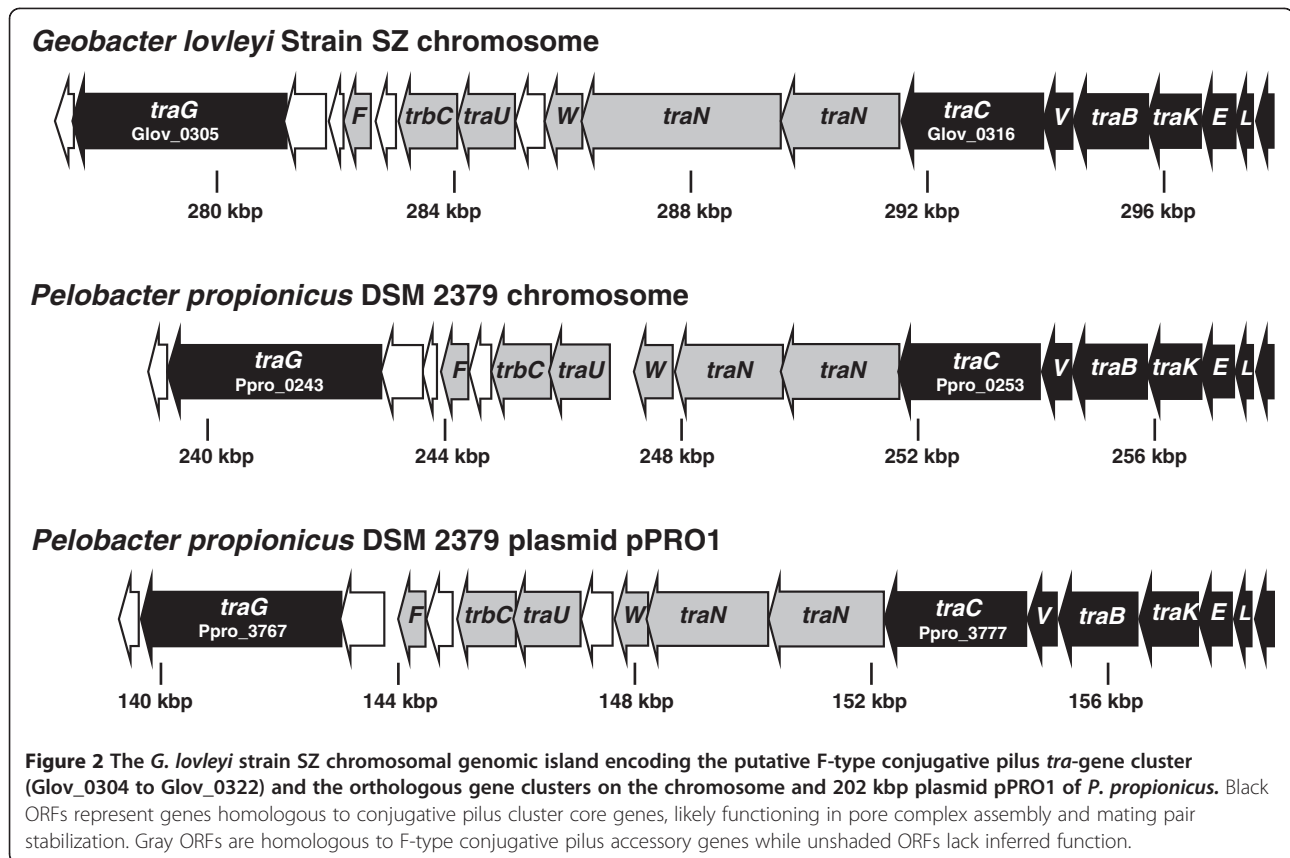 Geobacter lovleyi Strain SZ chromosome
traG F trbC traU W traN traN traC V traB traK E L
Glov_0305 Glov_0316
280 kbp 284 kbp 288 kbp 292 kbp 296 kbp
Pelobacter propionicus DSM 2379 chromosome
traG F trbC traU W traN traN traC V traB traK E L
Ppro_0243 Ppro_0253
240 kbp 244 kbp 248 kbp 252 kbp 256 kbp
Pelobacter propionicus DSM 2379 plasmid pPRO1
traG F trbC traU W traN traN traC V traB traK E L
Ppro_3767 Ppro_3777
140 kbp 144 kbp 148 kbp 152 kbp 156 kbp
Figure 2 The G. lovleyi strain SZ chromosomal genomic island encoding the putative F-type conjugative pilus tra-gene cluster
(Glov_0304 to Glov_0322) and the orthologous gene clusters on the chromosome and 202 kbp plasmid pPRO1 of P. propionicus. Black
ORFs represent genes homologous to conjugative pilus cluster core genes, likely functioning in pore complex assembly and mating pair
stabilization. Gray ORFs are homologous to F-type conjugative pilus accessory genes while unshaded ORFs lack inferred function.